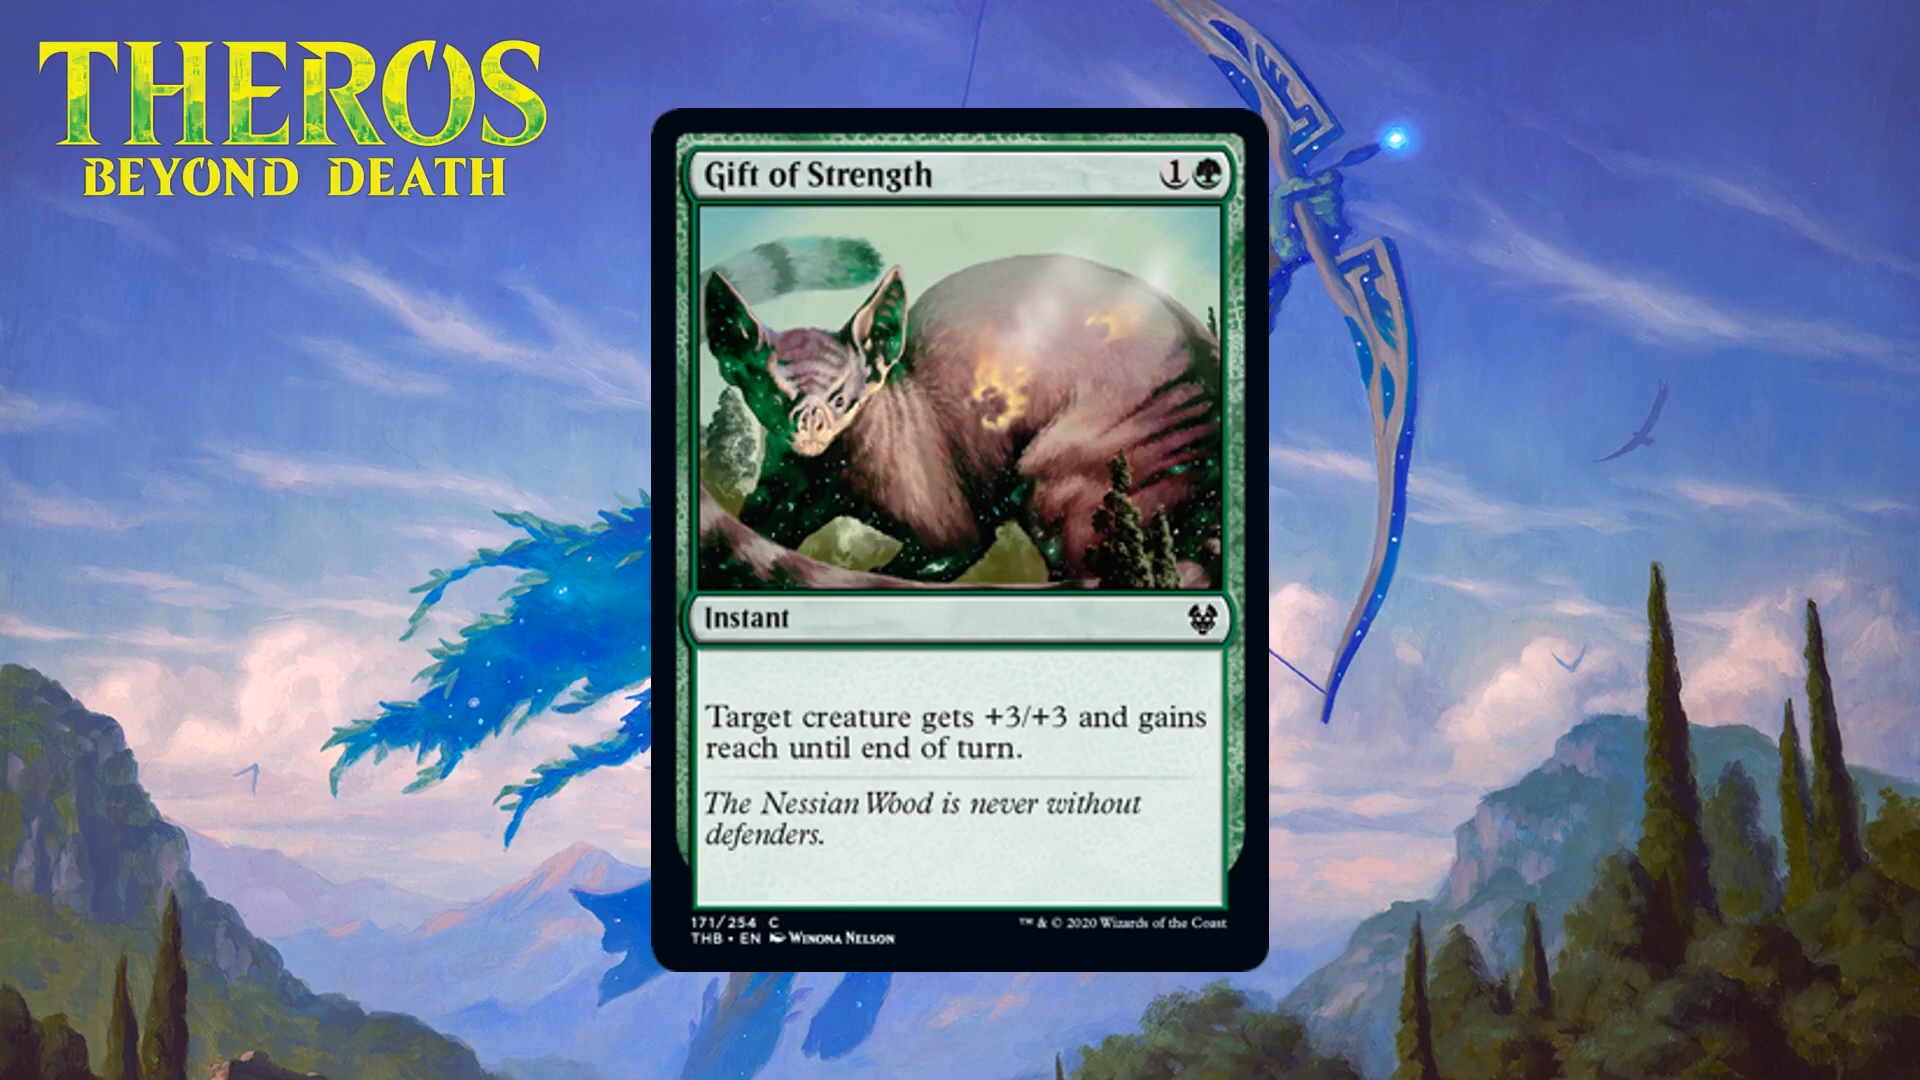 THEROS
BEYOND DEATH
Gift of Strength 1
Instant
Target creature gets +3/+3 and gains
reach until end of turn.
The Nessian Wood is never without
defenders.
171/254 C
THB • EN Winona Nelson
™ & © 2020 Wizards of the Coast